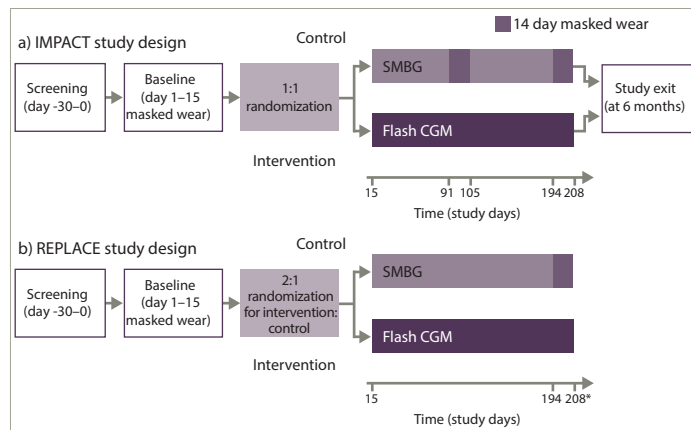 14 day masked wear
a) IMPACT study design
Control
Screening
(day -30–0)
Baseline
(day 1–15
masked wear)
1:1
randomization
SMBG
Flash CGM
Study exit
(at 6 months)
Intervention
15 91 105 194 208
Time (study days)
b) REPLACE study design
Control
Screening
(day -30–0)
Baseline
(day 1–15
masked wear)
2:1
randomization
for intervention:
control
SMBG
Flash CGM
Intervention
15 194 208*
Time (study days)